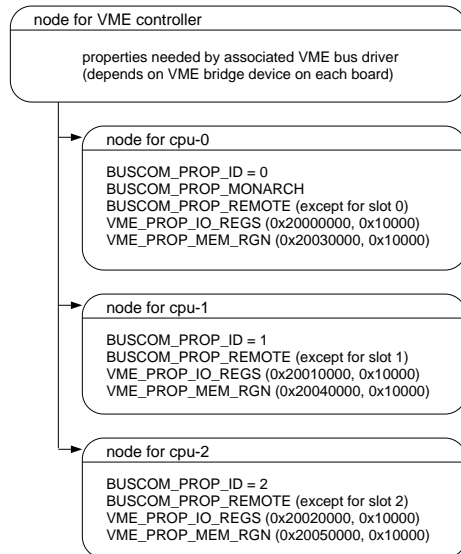 node for VME controller
properties needed by associated VME bus driver
(depends on VME bridge device on each board)
node for cpu-0
BUSCOM_PROP_ID = 0
BUSCOM_PROP_MONARCH
BUSCOM_PROP_REMOTE (except for slot 0)
VME_PROP_IO_REGS (0x20000000, 0x10000)
VME_PROP_MEM_RGN (0x20030000, 0x10000)
node for cpu-1
BUSCOM_PROP_ID = 1
BUSCOM_PROP_REMOTE (except for slot 1)
VME_PROP_IO_REGS (0x20010000, 0x10000)
VME_PROP_MEM_RGN (0x20040000, 0x10000)
node for cpu-2
BUSCOM_PROP_ID = 2
BUSCOM_PROP_REMOTE (except for slot 2)
VME_PROP_IO_REGS (0x20020000, 0x10000)
VME_PROP_MEM_RGN (0x20050000, 0x10000)